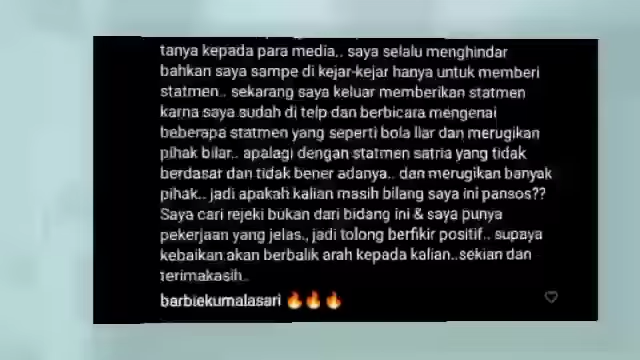 tanya kepada para media.. saya selalu menghindar
bahkan saya sampe di kejar-kejar hanya untuk memberi
statmen.. sekarang saya keluar memberikan statmen
karna saya sudah di telp dan berbicara mengenai
beberapa statmen yang seperti bola liar dan merugikan
pihak bilar.. apalagi dengan statmen satria yang tidak
berdasar dan tidak bener adanya.. dan merugikan banyak
pihak.. jadi apakah kalian masih bilang saya ini pansos??
Saya cari rejeki bukan dari bidang ini & saya punya
pekerjaan yang jelas., jadi tolong berfikir positif.. supaya
kebaikan akan berbalik arah kepada kalian..sekian dan
terimakasih..
barbiekumalasari 🔥🔥🔥